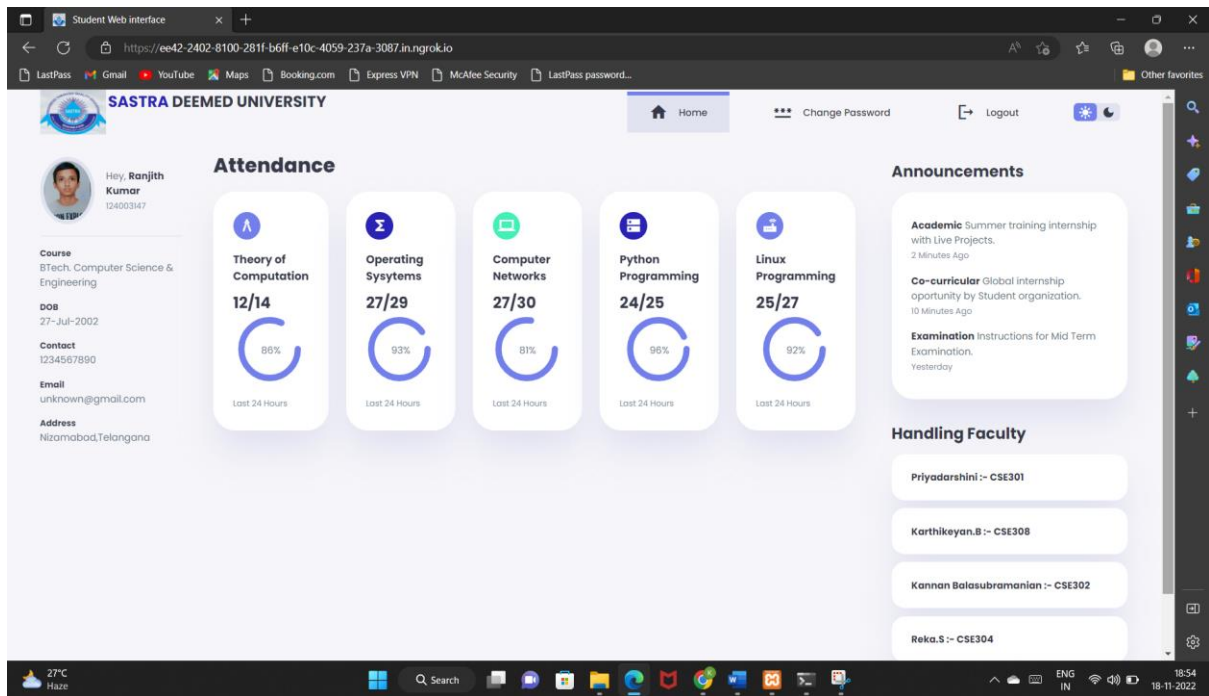 Student Web interface
https://ee42-2402-8100-281f-b6ff-e10c-4059-237a-3087.in.ngrok.io
LastPass Gmail YouTube Maps Booking.com Express VPN McAfee Security LastPass password... Other favorites
SASTRA DEEMED UNIVERSITY
Home Change Password Logout
Hey, Ranjith
Kumar
124003147
Course
BTech. Computer Science &
Engineering
DOB
27-Jul-2002
Contact
1234567890
Email
unknown@gmail.com
Address
Nizamabad,Telangana
Attendance
Theory of
Computation
12/14
86%
Last 24 Hours
Operating
Sysytems
27/29
93%
Last 24 Hours
Computer
Networks
27/30
81%
Last 24 Hours
Python
Programming
24/25
96%
Last 24 Hours
Linux
Programming
25/27
92%
Last 24 Hours
Announcements
Academic Summer training internship
with Live Projects.
2 Minutes Ago
Co-curricular Global internship
oportunity by Student organization.
10 Minutes Ago
Examination Instructions for Mid Term
Examination.
Yesterday
Handling Faculty
Priyadarshini :- CSE301
Karthikeyan.B :- CSE308
Kannan Balasubramanian :- CSE302
Reka.S :- CSE304
27°C
Haze
Search
ENG
IN
18:54
18-11-2022